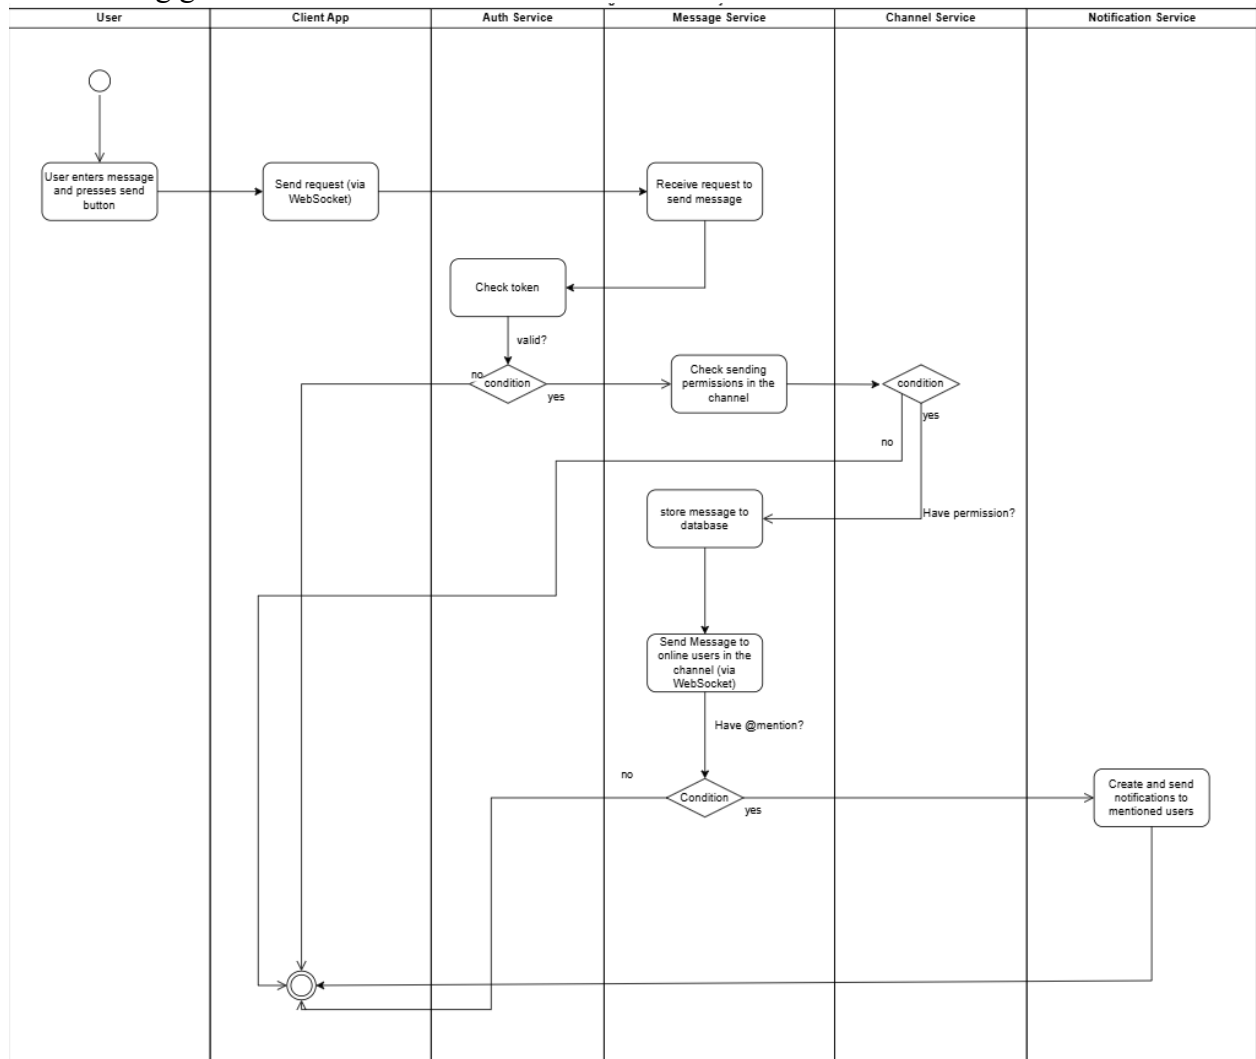 User
Client App
Auth Service
Message Service
Channel Service
Notification Service
User enters message
and presses send
button
Send request (via
WebSocket)
Receive request to
send message
Check token
valid?
no
condition
yes
Check sending
permissions in the
channel
condition
yes
no
store message to
database
Have permission?
Send Message to
online users in the
channel (via
WebSocket)
Have @mention?
no
Condition
yes
Create and send
notifications to
mentioned users